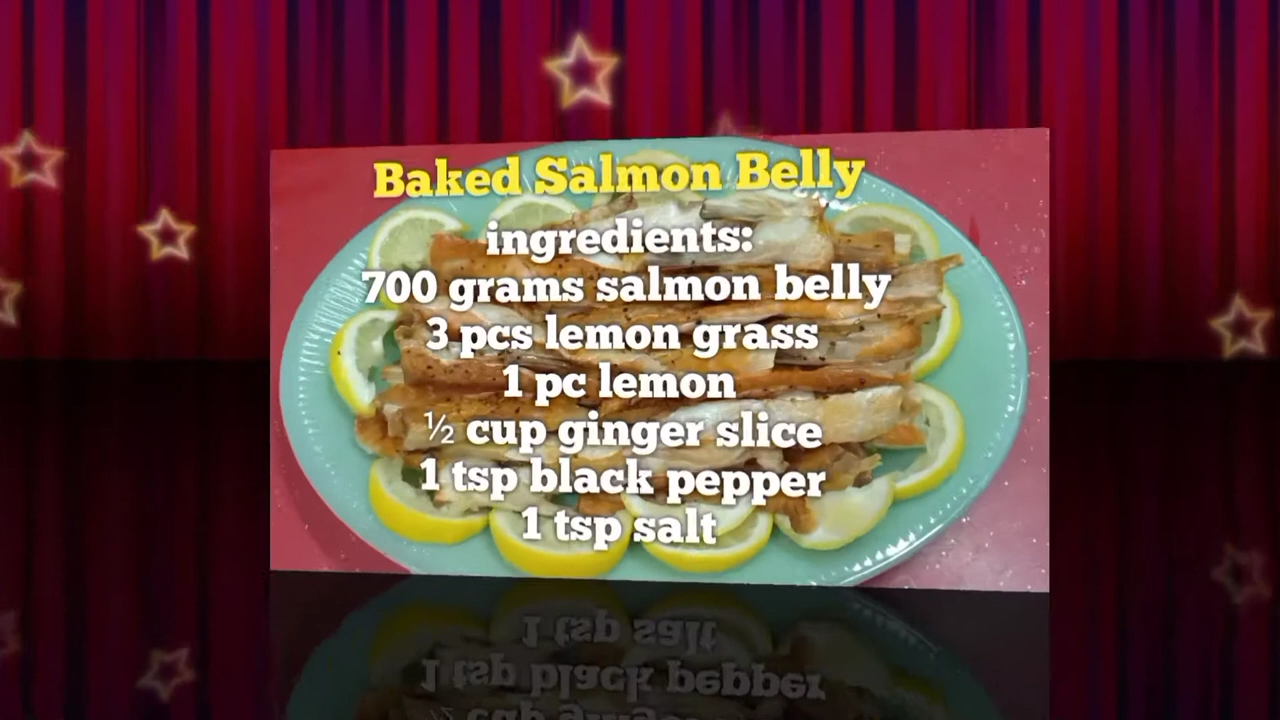 Baked Salmon Belly
ingredients:
700 grams salmon belly
3 pcs lemon grass
1 pc lemon
½ cup ginger slice
1 tsp black pepper
1 tsp salt